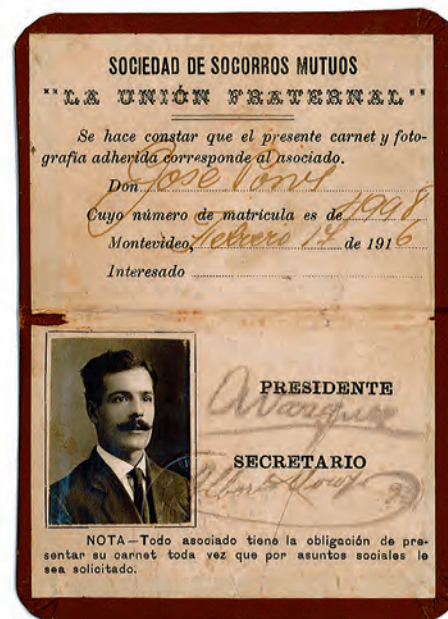 SOCIEDAD DE SOCORROS MUTUOS
"LA UNIÓN FRATERNAL"
Se hace constar que el presente carnet y foto-
grafía adherida corresponde al asociado.
Don José
Cuyo número de matrícula es de 1998
Montevideo, Febrero 14 de 1916
Interesado
PRESIDENTE
A Vazquez
SECRETARIO
NOTA—Todo asociado tiene la obligación de pre-
sentar su carnet toda vez que por asuntos sociales le
sea solicitado.